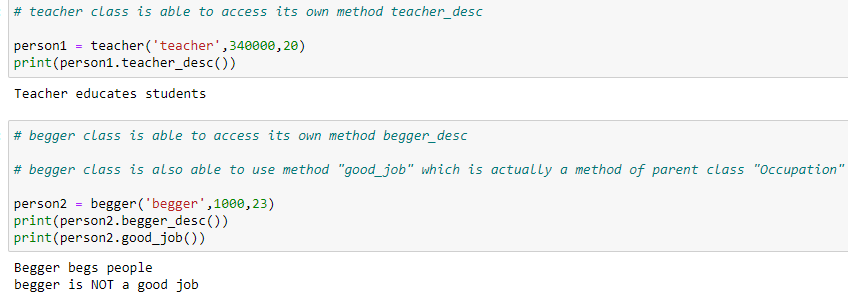 # teacher class is able to access its own method teacher_desc
person1 = teacher('teacher',340000,20)
print(person1.teacher_desc())
Teacher educates students
# begger class is able to access its own method begger_desc
# begger class is also able to use method "good_job" which is actually a method of parent class "Occupation"
person2 = begger('begger',1000,23)
print(person2.begger_desc())
print(person2.good_job())
Begger begs people
begger is NOT a good job